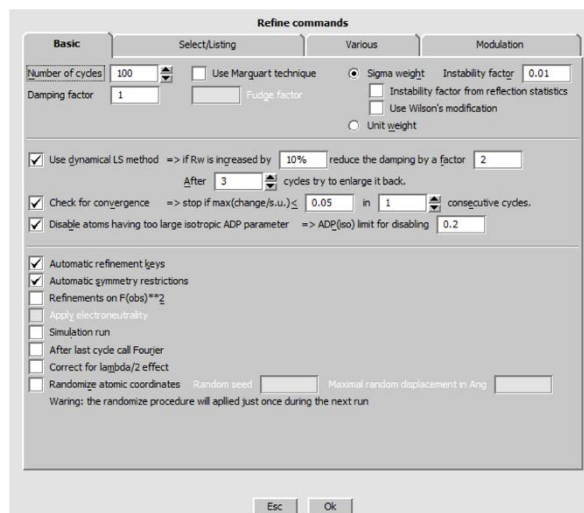 Refine commands
Basic Select/Listing Various Modulation
Number of cycles 100 Use Marquart technique Sigma weight Instability factor 0.01
Damping factor 1 Fudge factor Instability factor from reflection statistics
Use Wilson's modification
Unit weight
Use dynamical LS method => if Rw is increased by 10% reduce the damping by a factor 2
After 3 cycles try to enlarge it back.
Check for convergence => stop if max(change/s.u.)< 0.05 in 1 consecutive cycles.
Disable atoms having too large isotropic ADP parameter => ADP(iso) limit for disabling 0.2
Automatic refinement keys
Automatic symmetry restrictions
Refinements on F(obs)**2
Apply electroneutrality
Simulation run
After last cycle call Fourier
Correct for lambda/2 effect
Randomize atomic coordinates Random seed Maximal random displacement in Ang
Waring: the randomize procedure will apllied just once during the next run
Esc Ok